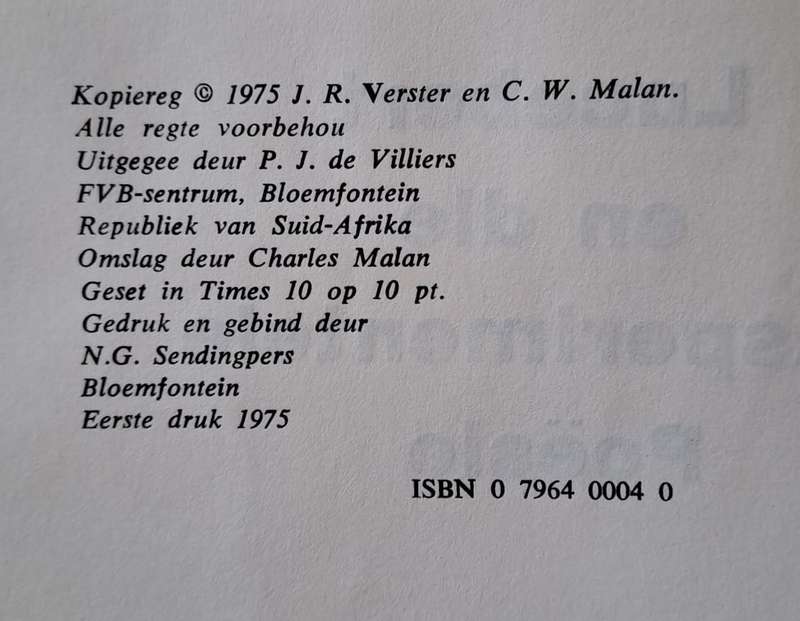 Kopiereg © 1975 J. R. Verster en C. W. Malan.
Alle regte voorbehou
Uitgegee deur P. J. de Villiers
FVB-sentrum, Bloemfontein
Republiek van Suid-Afrika
Omslag deur Charles Malan
Geset in Times 10 op 10 pt.
Gedruk en gebind deur
N.G. Sendingpers
Bloemfontein
Eerste druk 1975
ISBN 0 7964 0004 0